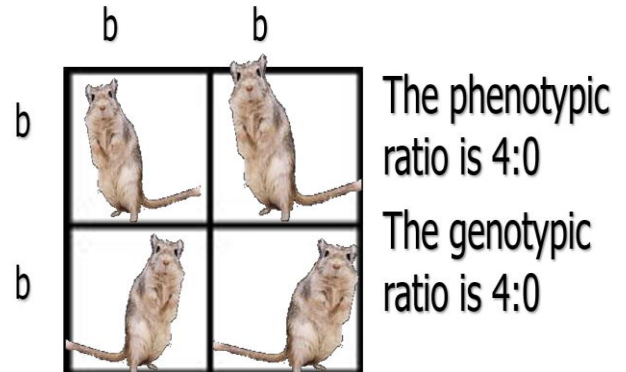 b b
b
The phenotypic
ratio is 4:0
b
The genotypic
ratio is 4:0